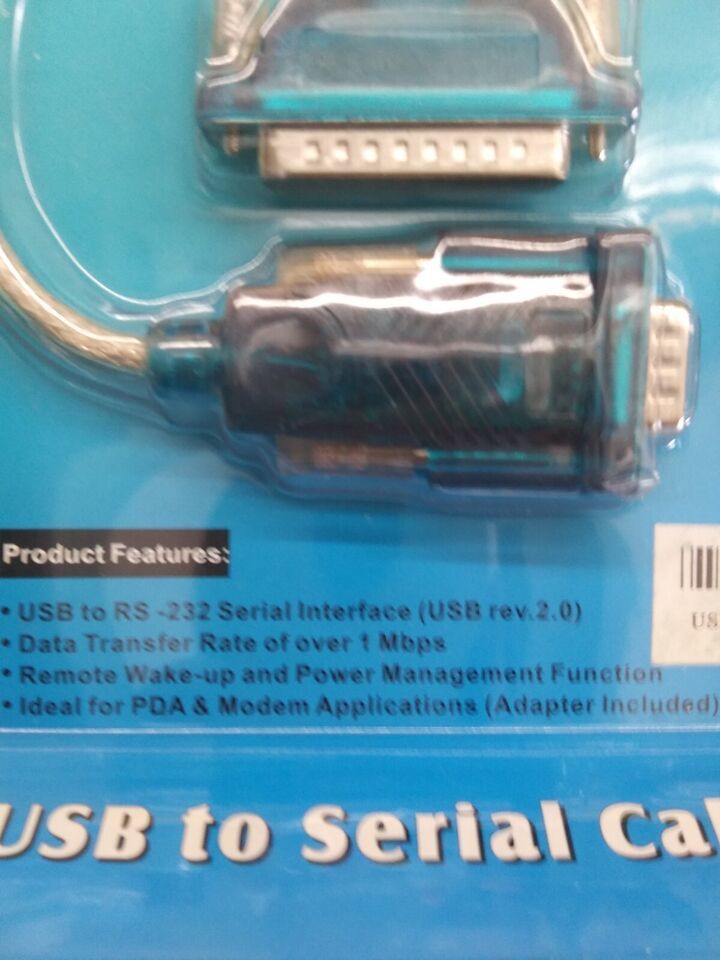 Product Features:
• USB to RS -232 Serial Interface (USB rev.2.0)
• Data Transfer Rate of over 1 Mbps
• Remote Wake-up and Power Management Function
• Ideal for PDA & Modem Applications (Adapter Included)
US
USB to Serial Ca